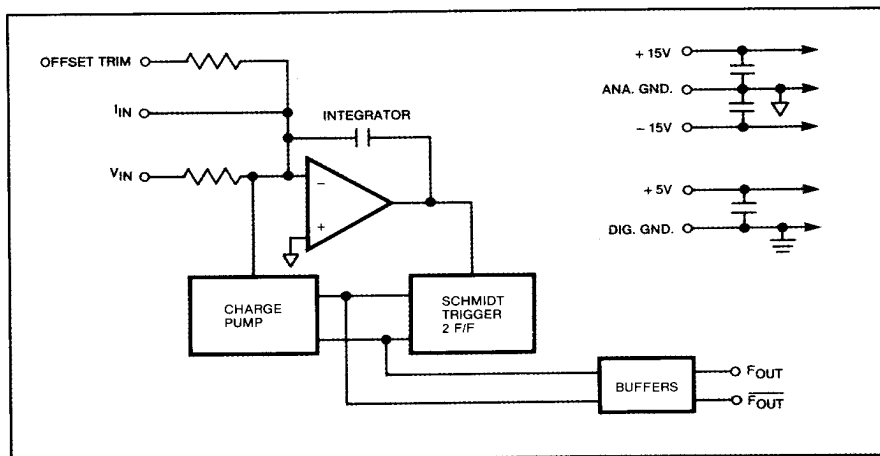 OFFSET TRIM
IIN
INTEGRATOR
VIN
−
+
CHARGE
PUMP
SCHMIDT
TRIGGER
2 F/F
BUFFERS
FOUT
F̅O̅U̅T̅
+ 15V
ANA. GND.
− 15V
+ 5V
DIG. GND.